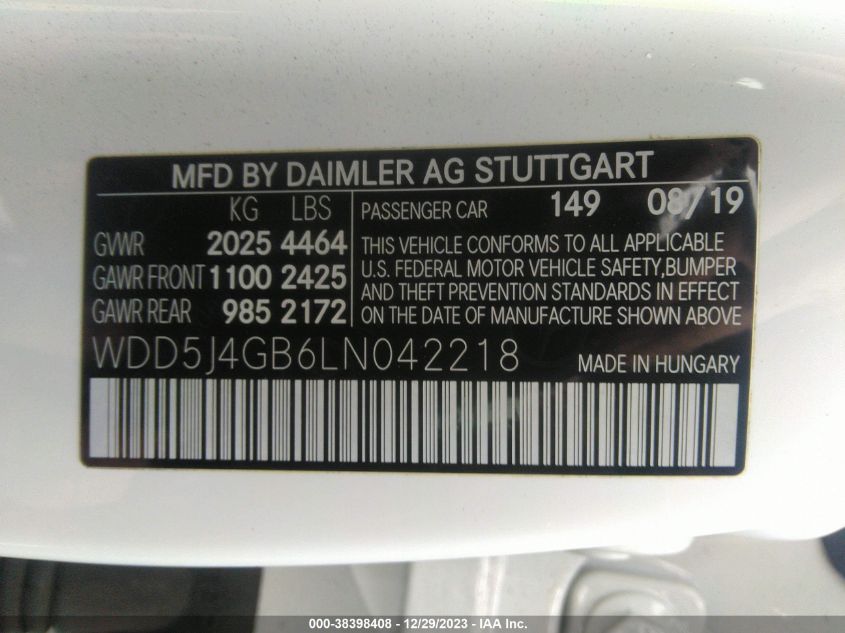 MFD BY DAIMLER AG STUTTGART
KG LBS
GVWR 2025 4464
GAWR FRONT 1100 2425
GAWR REAR 985 2172
PASSENGER CAR 149 08/19
THIS VEHICLE CONFORMS TO ALL APPLICABLE
U.S. FEDERAL MOTOR VEHICLE SAFETY,BUMPER
AND THEFT PREVENTION STANDARDS IN EFFECT
ON THE DATE OF MANUFACTURE SHOWN ABOVE.
WDD5J4GB6LN042218 MADE IN HUNGARY
000-38398408 - 12/29/2023 - IAA Inc.